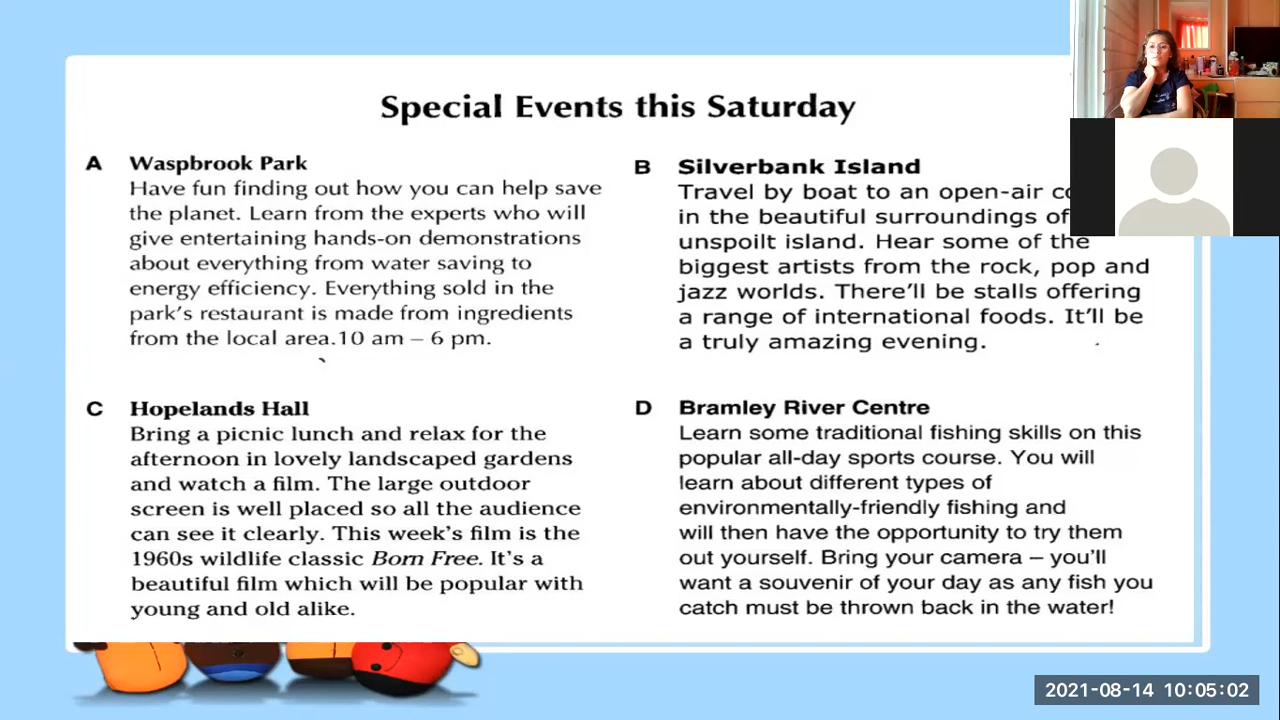 Special Events this Saturday
A Waspbrook Park
Have fun finding out how you can help save
the planet. Learn from the experts who will
give entertaining hands-on demonstrations
about everything from water saving to
energy efficiency. Everything sold in the
park's restaurant is made from ingredients
from the local area.10 am – 6 pm.
B Silverbank Island
Travel by boat to an open-air
in the beautiful surroundings of
unspoilt island. Hear some of the
biggest artists from the rock, pop and
jazz worlds. There'll be stalls offering
a range of international foods. It'll be
a truly amazing evening.
C Hopelands Hall
Bring a picnic lunch and relax for the
afternoon in lovely landscaped gardens
and watch a film. The large outdoor
screen is well placed so all the audience
can see it clearly. This week's film is the
1960s wildlife classic Born Free. It's a
beautiful film which will be popular with
young and old alike.
D Bramley River Centre
Learn some traditional fishing skills on this
popular all-day sports course. You will
learn about different types of
environmentally-friendly fishing and
will then have the opportunity to try them
out yourself. Bring your camera – you'll
want a souvenir of your day as any fish you
catch must be thrown back in the water!
2021-08-14 10:05:02